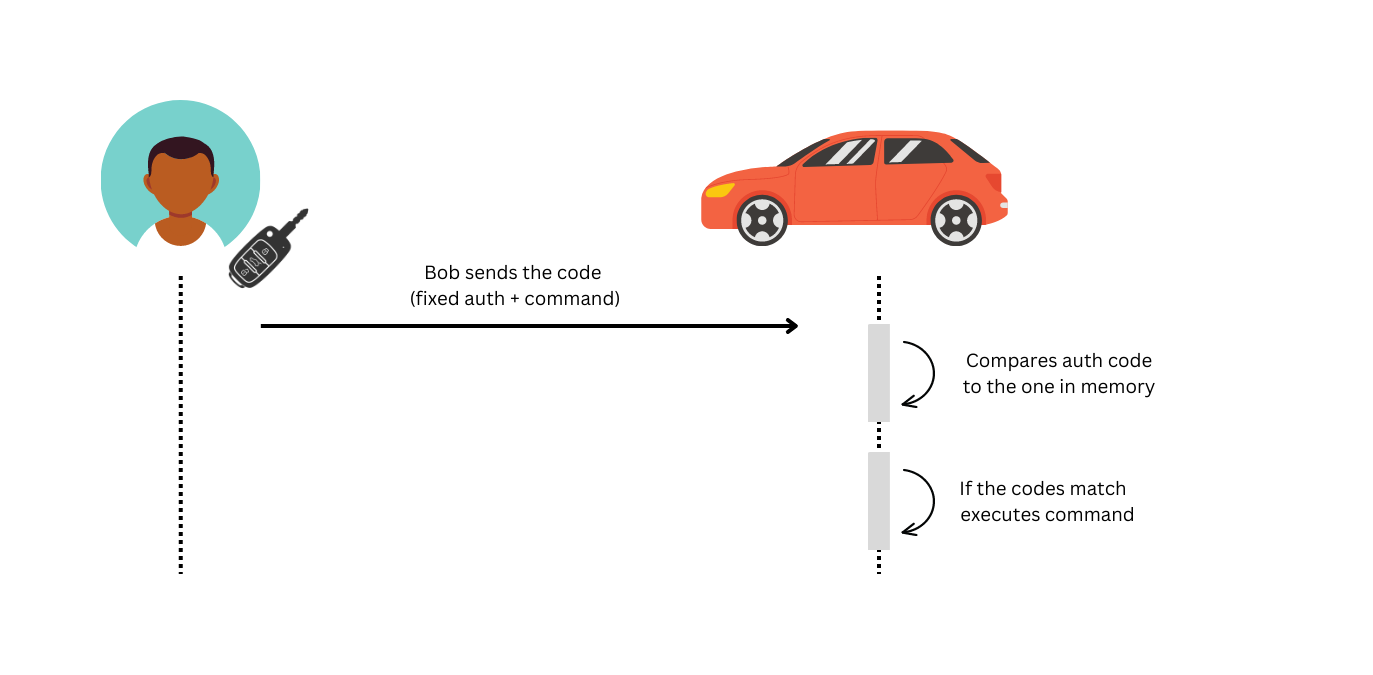 Bob sends the code
(fixed auth + command)
Compares auth code
to the one in memory
If the codes match
executes command